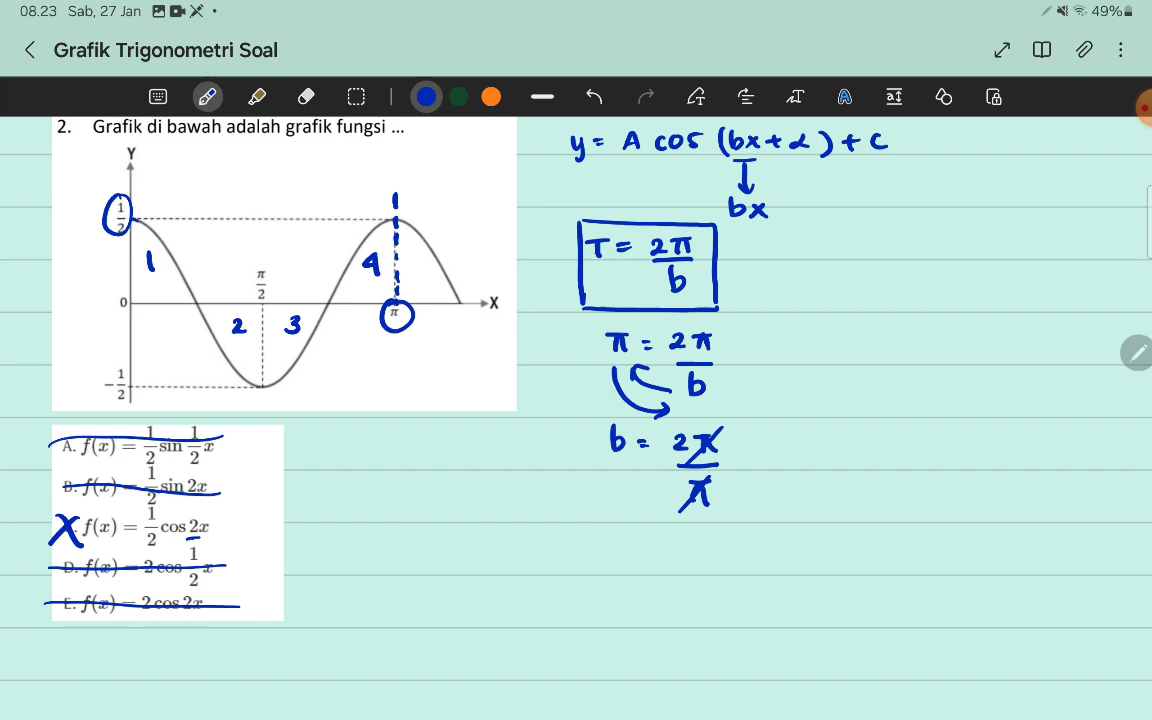 08.23 Sab, 27 Jan
49%
Grafik Trigonometri Soal
2. Grafik di bawah adalah grafik fungsi ...
Y
1/2
0
-1/2
π/2
π
X
1
2
3
4
A. f(x) = 1/2 sin 1/2 x
B. f(x) = 1/2 sin 2x
X. f(x) = 1/2 cos 2x
D. f(x) = 2 cos 1/2 x
E. f(x) = 2 cos 2x
y = A cos (bx + α) + c
bx
T = 2π/b
π = 2π/b
b = 2π/π